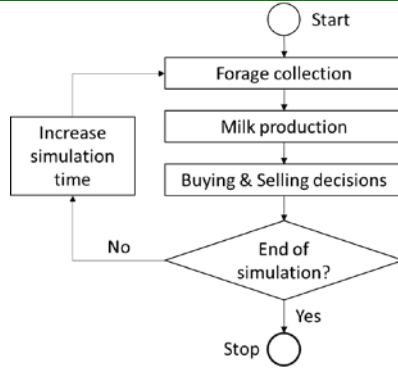 Start
Forage collection
Milk production
Increase
simulation
time
Buying & Selling decisions
No
End of
simulation?
Yes
Stop